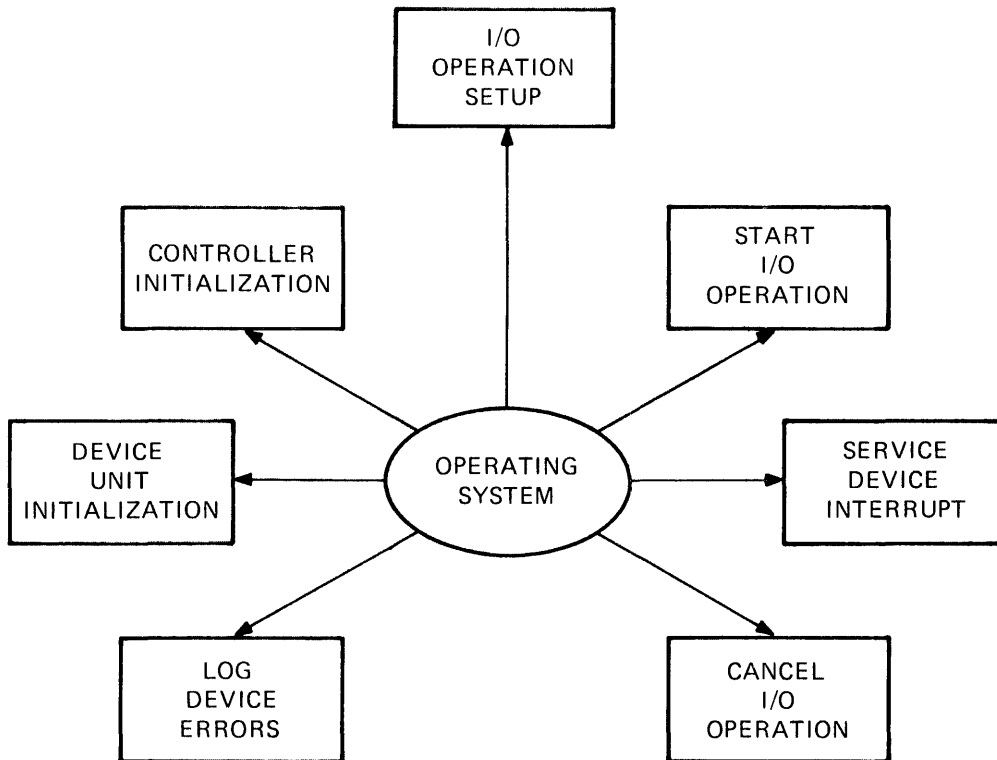 I/O
OPERATION
SETUP
CONTROLLER
INITIALIZATION
START
I/O
OPERATION
DEVICE
UNIT
INITIALIZATION
OPERATING
SYSTEM
SERVICE
DEVICE
INTERRUPT
LOG
DEVICE
ERRORS
CANCEL
I/O
OPERATION